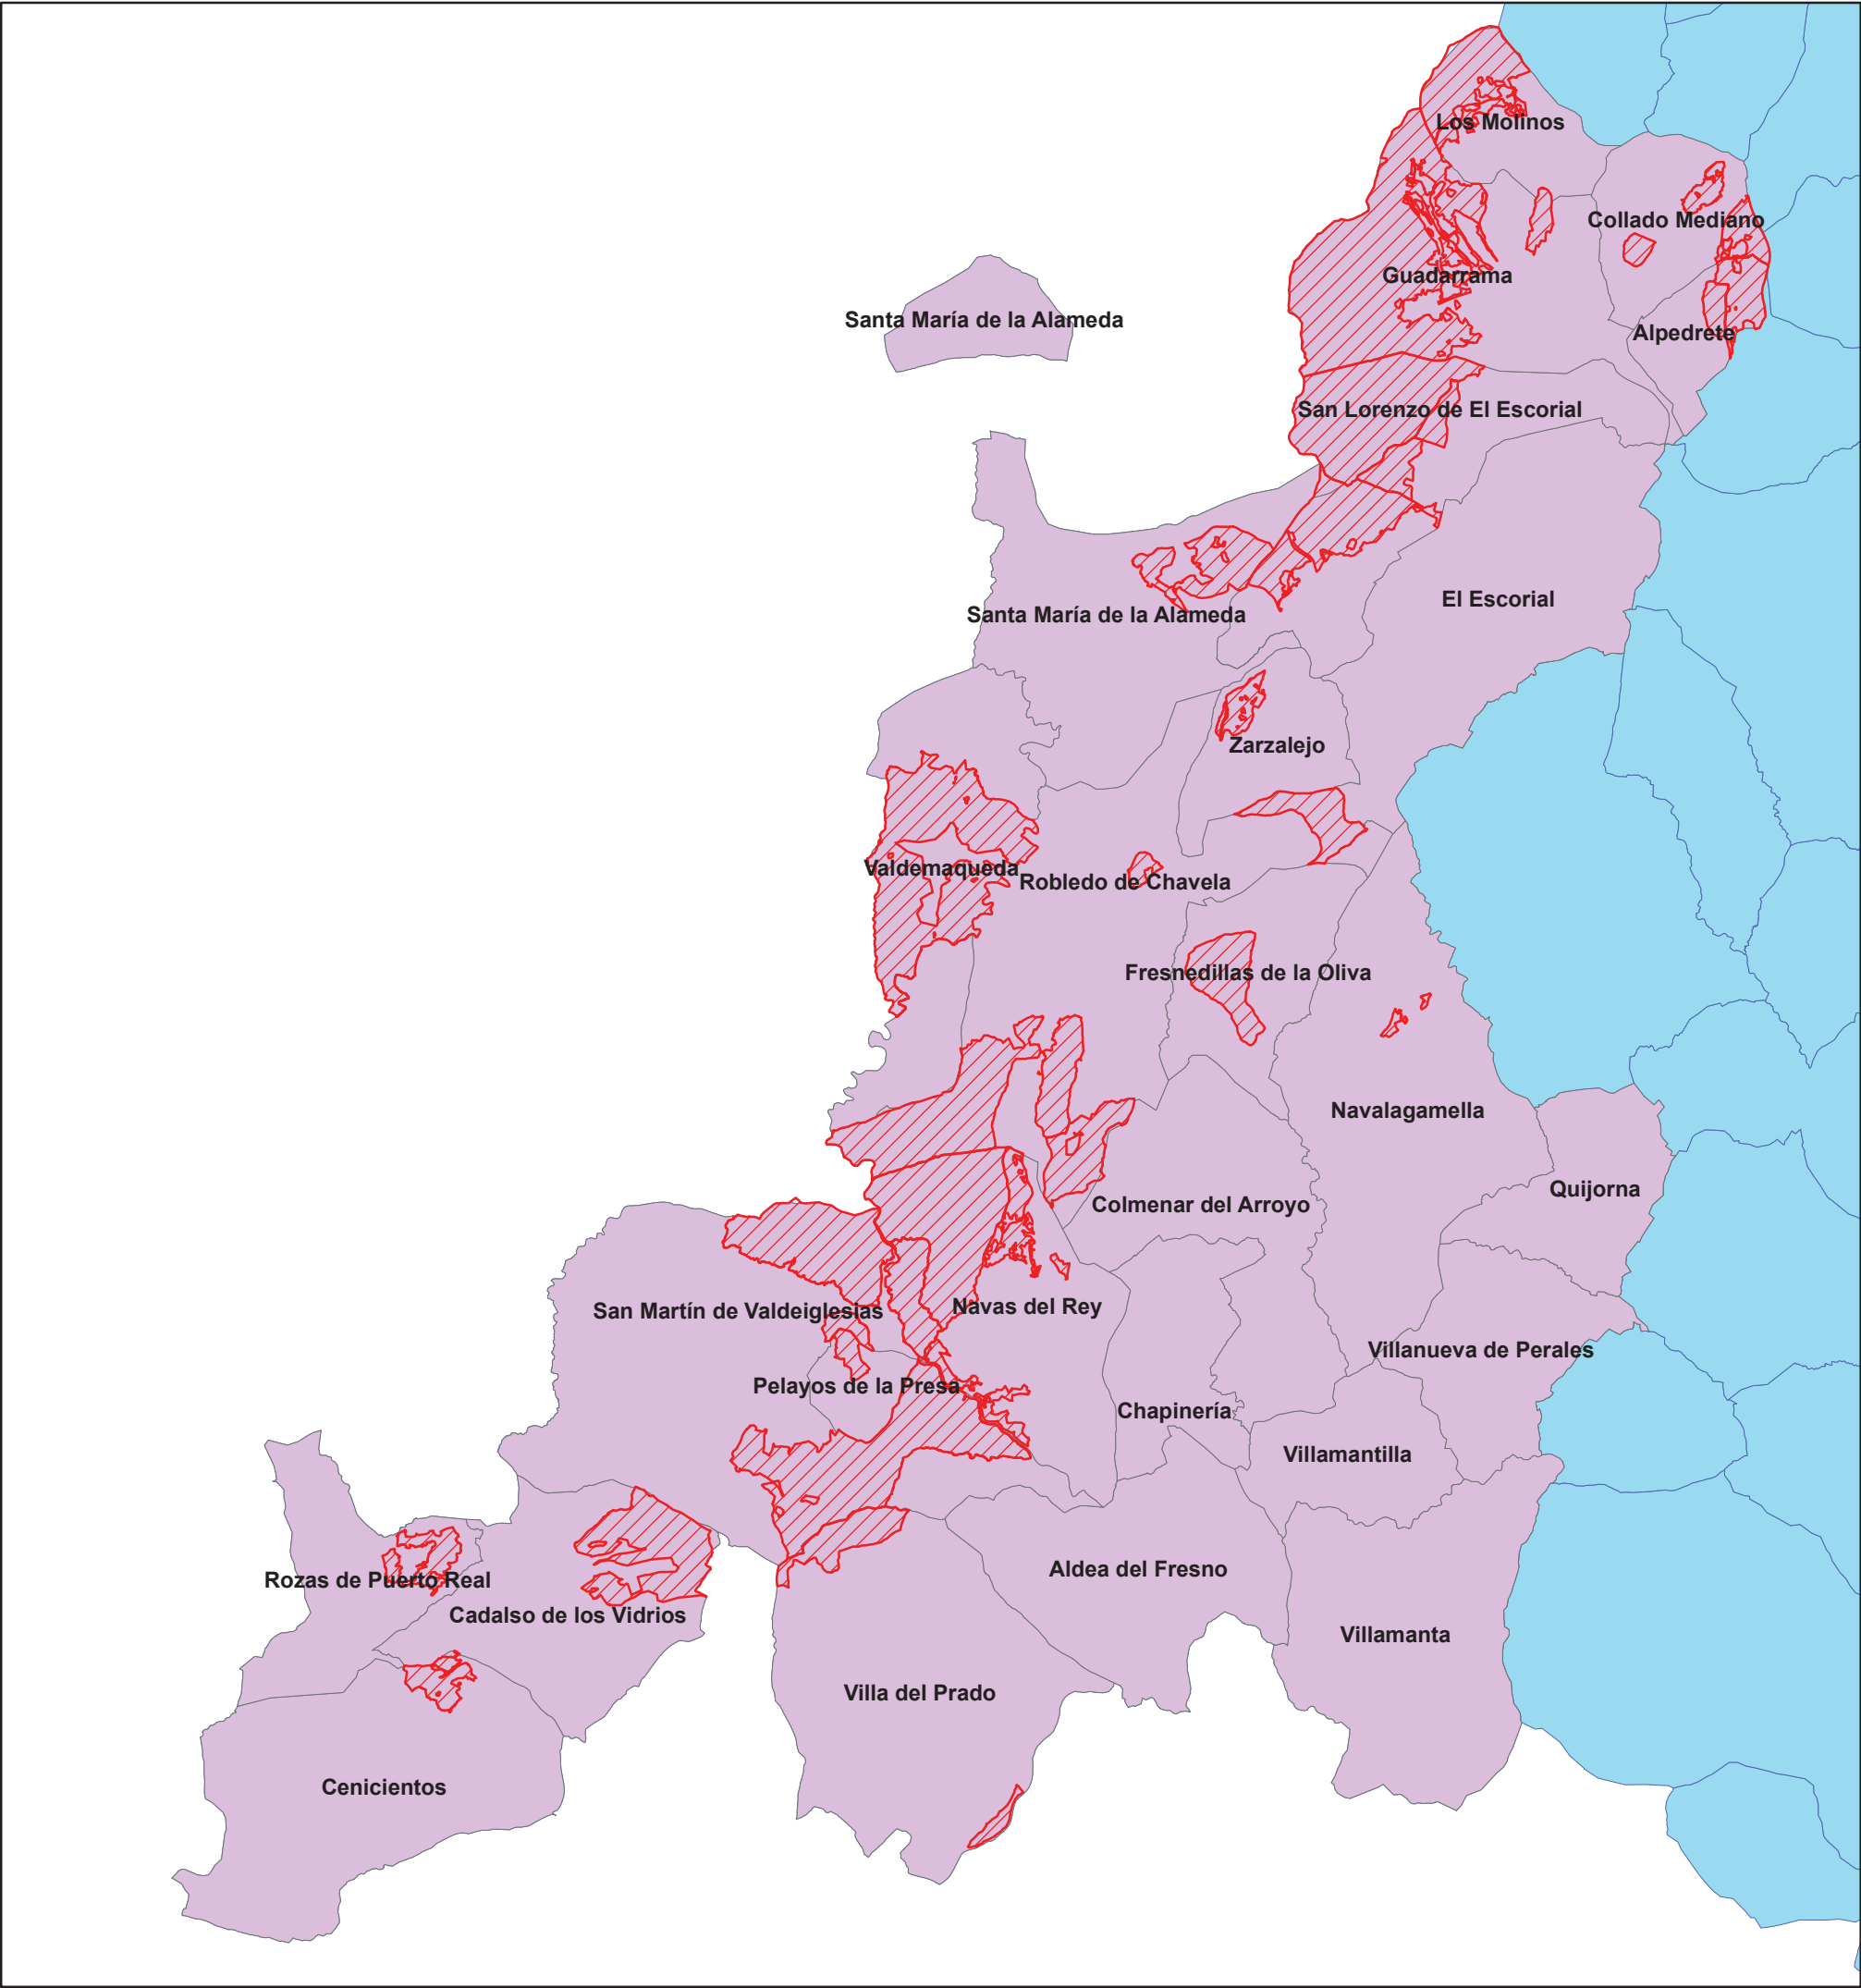 Los Molinos
Collado Mediano
Guadarrama
Santa María de la Alameda
Alpedrete
San Lorenzo de El Escorial
El Escorial
Santa María de la Alameda
Zarzalejo
Valdemaqueda
Robledo de Chavela
Fresnedillas de la Oliva
Navalagamella
Quijorna
Colmenar del Arroyo
Navas del Rey
San Martín de Valdeiglesias
Villanueva de Perales
Pelayos de la Presa
Chapinería
Villamantilla
Aldea del Fresno
Rozas de Puerto Real
Cadalso de los Vidrios
Villamanta
Villa del Prado
Cenicientos